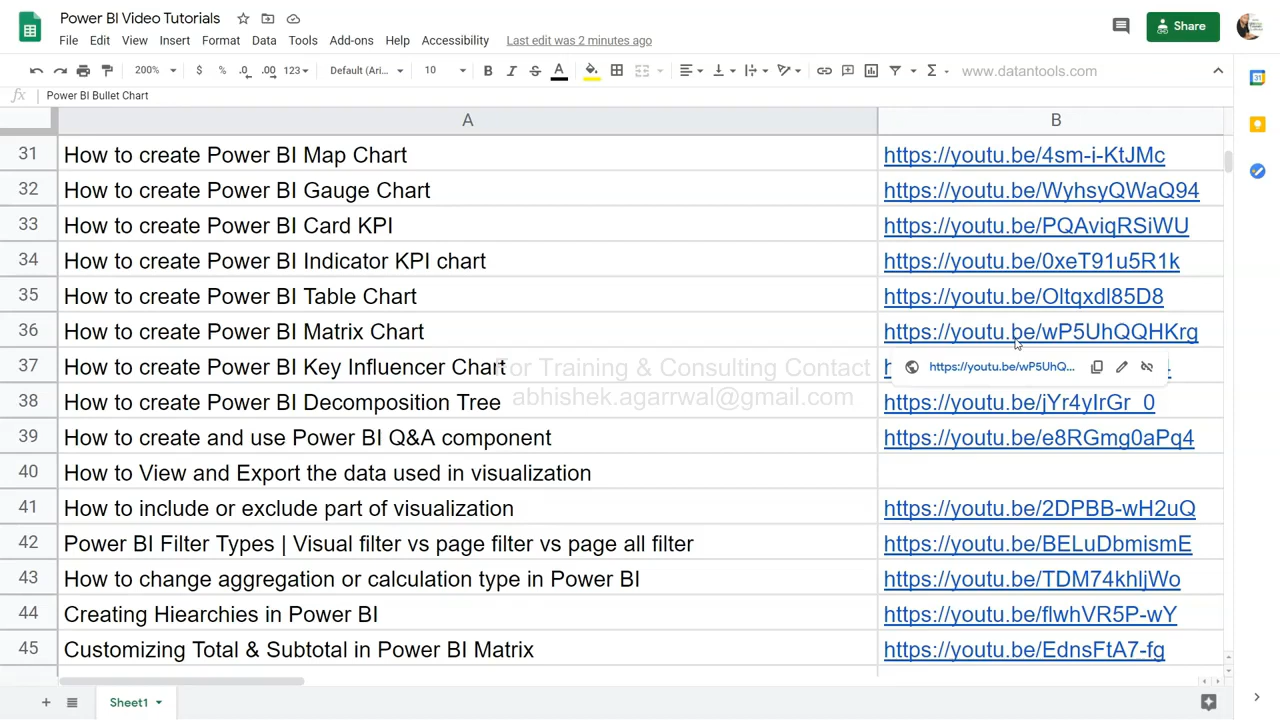 Power BI Video Tutorials
File Edit View Insert Format Data Tools Add-ons Help Accessibility Last edit was 2 minutes ago
Share
200% $ % .0 .00 123 Default (Ari... 10 B I S A www.datantools.com
fx Power BI Bullet Chart
A B
31 How to create Power BI Map Chart https://youtu.be/4sm-i-KtJMc
32 How to create Power BI Gauge Chart https://youtu.be/WyhsyQWaQ94
33 How to create Power BI Card KPI https://youtu.be/PQAviqRSiWU
34 How to create Power BI Indicator KPI chart https://youtu.be/0xeT91u5R1k
35 How to create Power BI Table Chart https://youtu.be/Oltqxdl85D8
36 How to create Power BI Matrix Chart https://youtu.be/wP5UhQQHKrg
37 How to create Power BI Key Influencer Chart https://youtu.be/wP5UhQ...
For Training & Consulting Contact
abhishek.agarrwal@gmail.com
38 How to create Power BI Decomposition Tree https://youtu.be/jYr4yIrGr_0
39 How to create and use Power BI Q&A component https://youtu.be/e8RGmg0aPq4
40 How to View and Export the data used in visualization
41 How to include or exclude part of visualization https://youtu.be/2DPBB-wH2uQ
42 Power BI Filter Types | Visual filter vs page filter vs page all filter https://youtu.be/BELuDbmismE
43 How to change aggregation or calculation type in Power BI https://youtu.be/TDM74khljWo
44 Creating Hiearchies in Power BI https://youtu.be/flwhVR5P-wY
45 Customizing Total & Subtotal in Power BI Matrix https://youtu.be/EdnsFtA7-fg
Sheet1
31